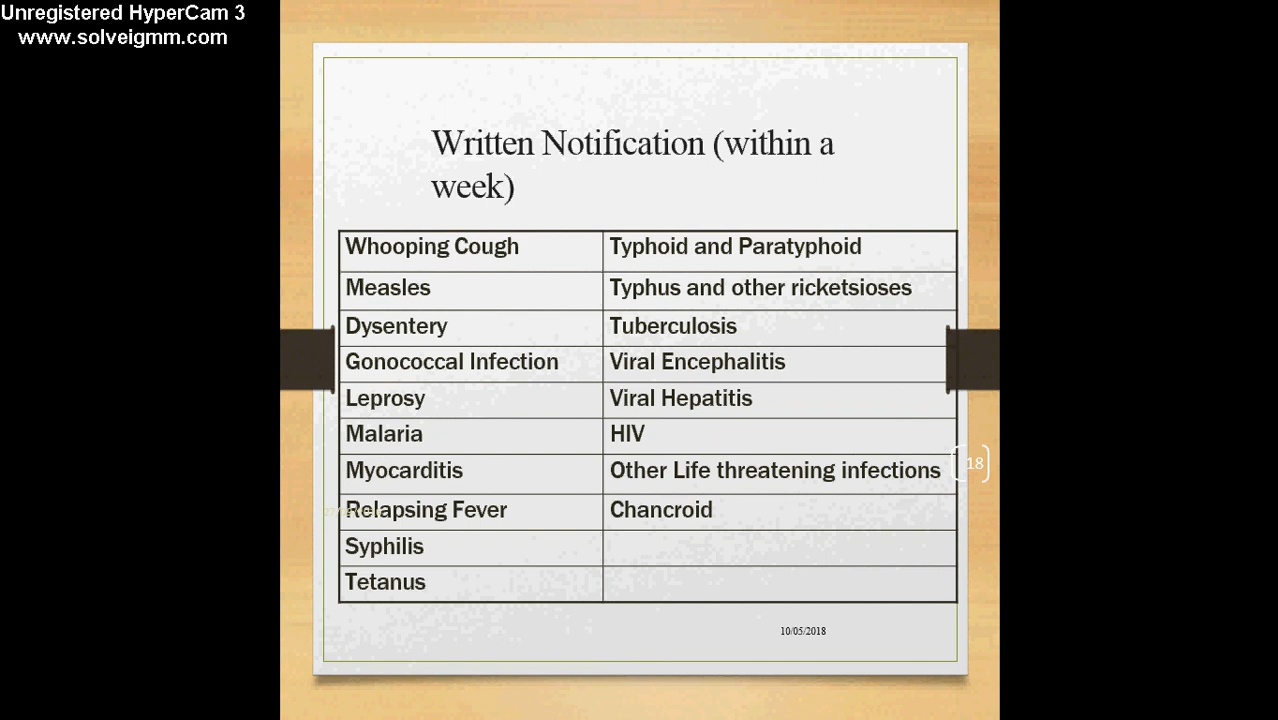 Unregistered HyperCam 3
www.solveigmm.com
Written Notification (within a
week)
Whooping Cough Typhoid and Paratyphoid
Measles Typhus and other ricketsioses
Dysentery Tuberculosis
Gonococcal Infection Viral Encephalitis
Leprosy Viral Hepatitis
Malaria HIV
Myocarditis Other Life threatening infections
18
Relapsing Fever Chancroid
Syphilis
Tetanus
10/05/2018